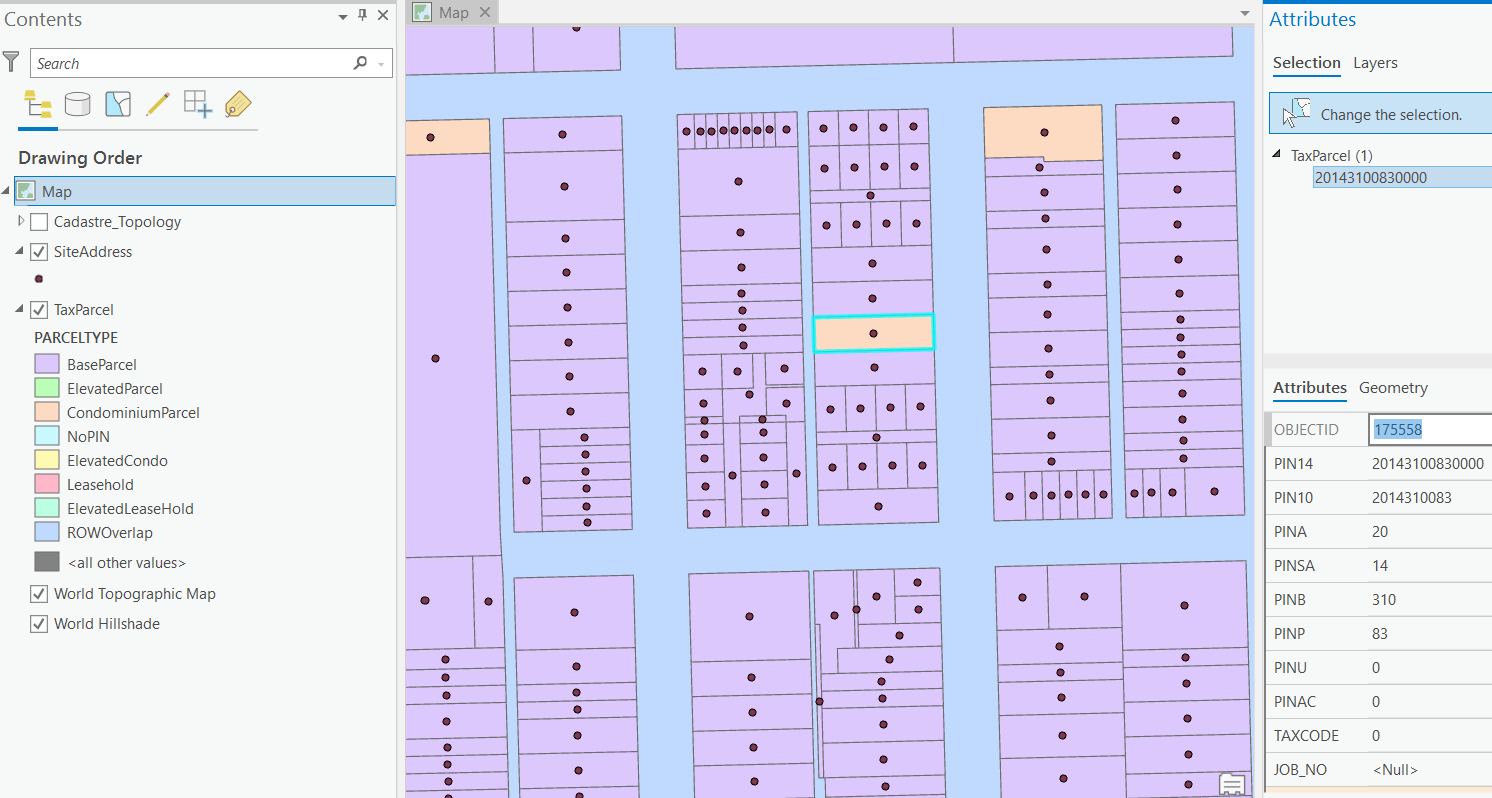 Contents
Search
Drawing Order
Map
Cadastre_Topology
SiteAddress
TaxParcel
PARCELTYPE
BaseParcel
ElevatedParcel
CondominiumParcel
NoPIN
ElevatedCondo
Leasehold
ElevatedLeaseHold
ROWOverlap
<all other values>
World Topographic Map
World Hillshade
Map
Attributes
Selection Layers
Change the selection.
TaxParcel (1)
20143100830000
Attributes Geometry
OBJECTID 175558
PIN14 20143100830000
PIN10 2014310083
PINA 20
PINSA 14
PINB 310
PINP 83
PINU 0
PINAC 0
TAXCODE 0
JOB_NO <Null>